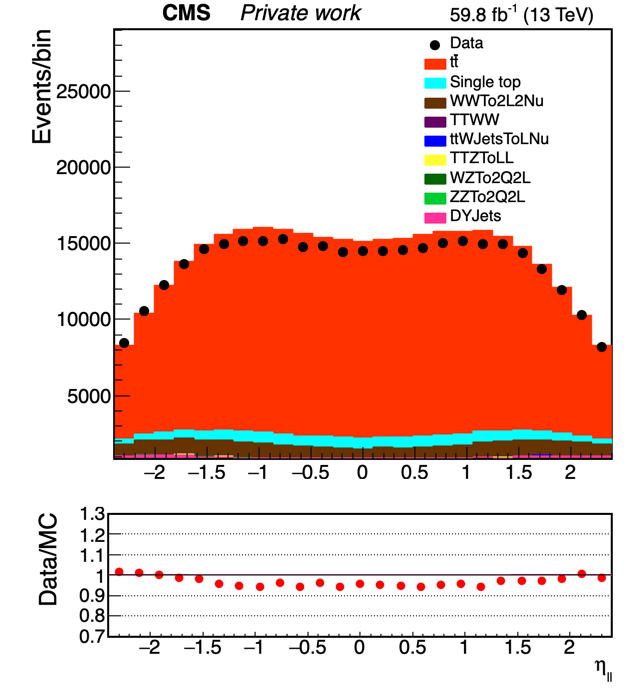 CMS Private work 59.8 fb⁻¹ (13 TeV)
Events/bin
25000
20000
15000
10000
5000
Data
tt̄
Single top
WWTo2L2Nu
TTWW
ttWJetsToLNu
TTZToLL
WZTo2Q2L
ZZTo2Q2L
DYJets
−2 −1.5 −1 −0.5 0 0.5 1 1.5 2
Data/MC
1.3
1.2
1.1
1
0.9
0.8
0.7
−2 −1.5 −1 −0.5 0 0.5 1 1.5 2
η_ll